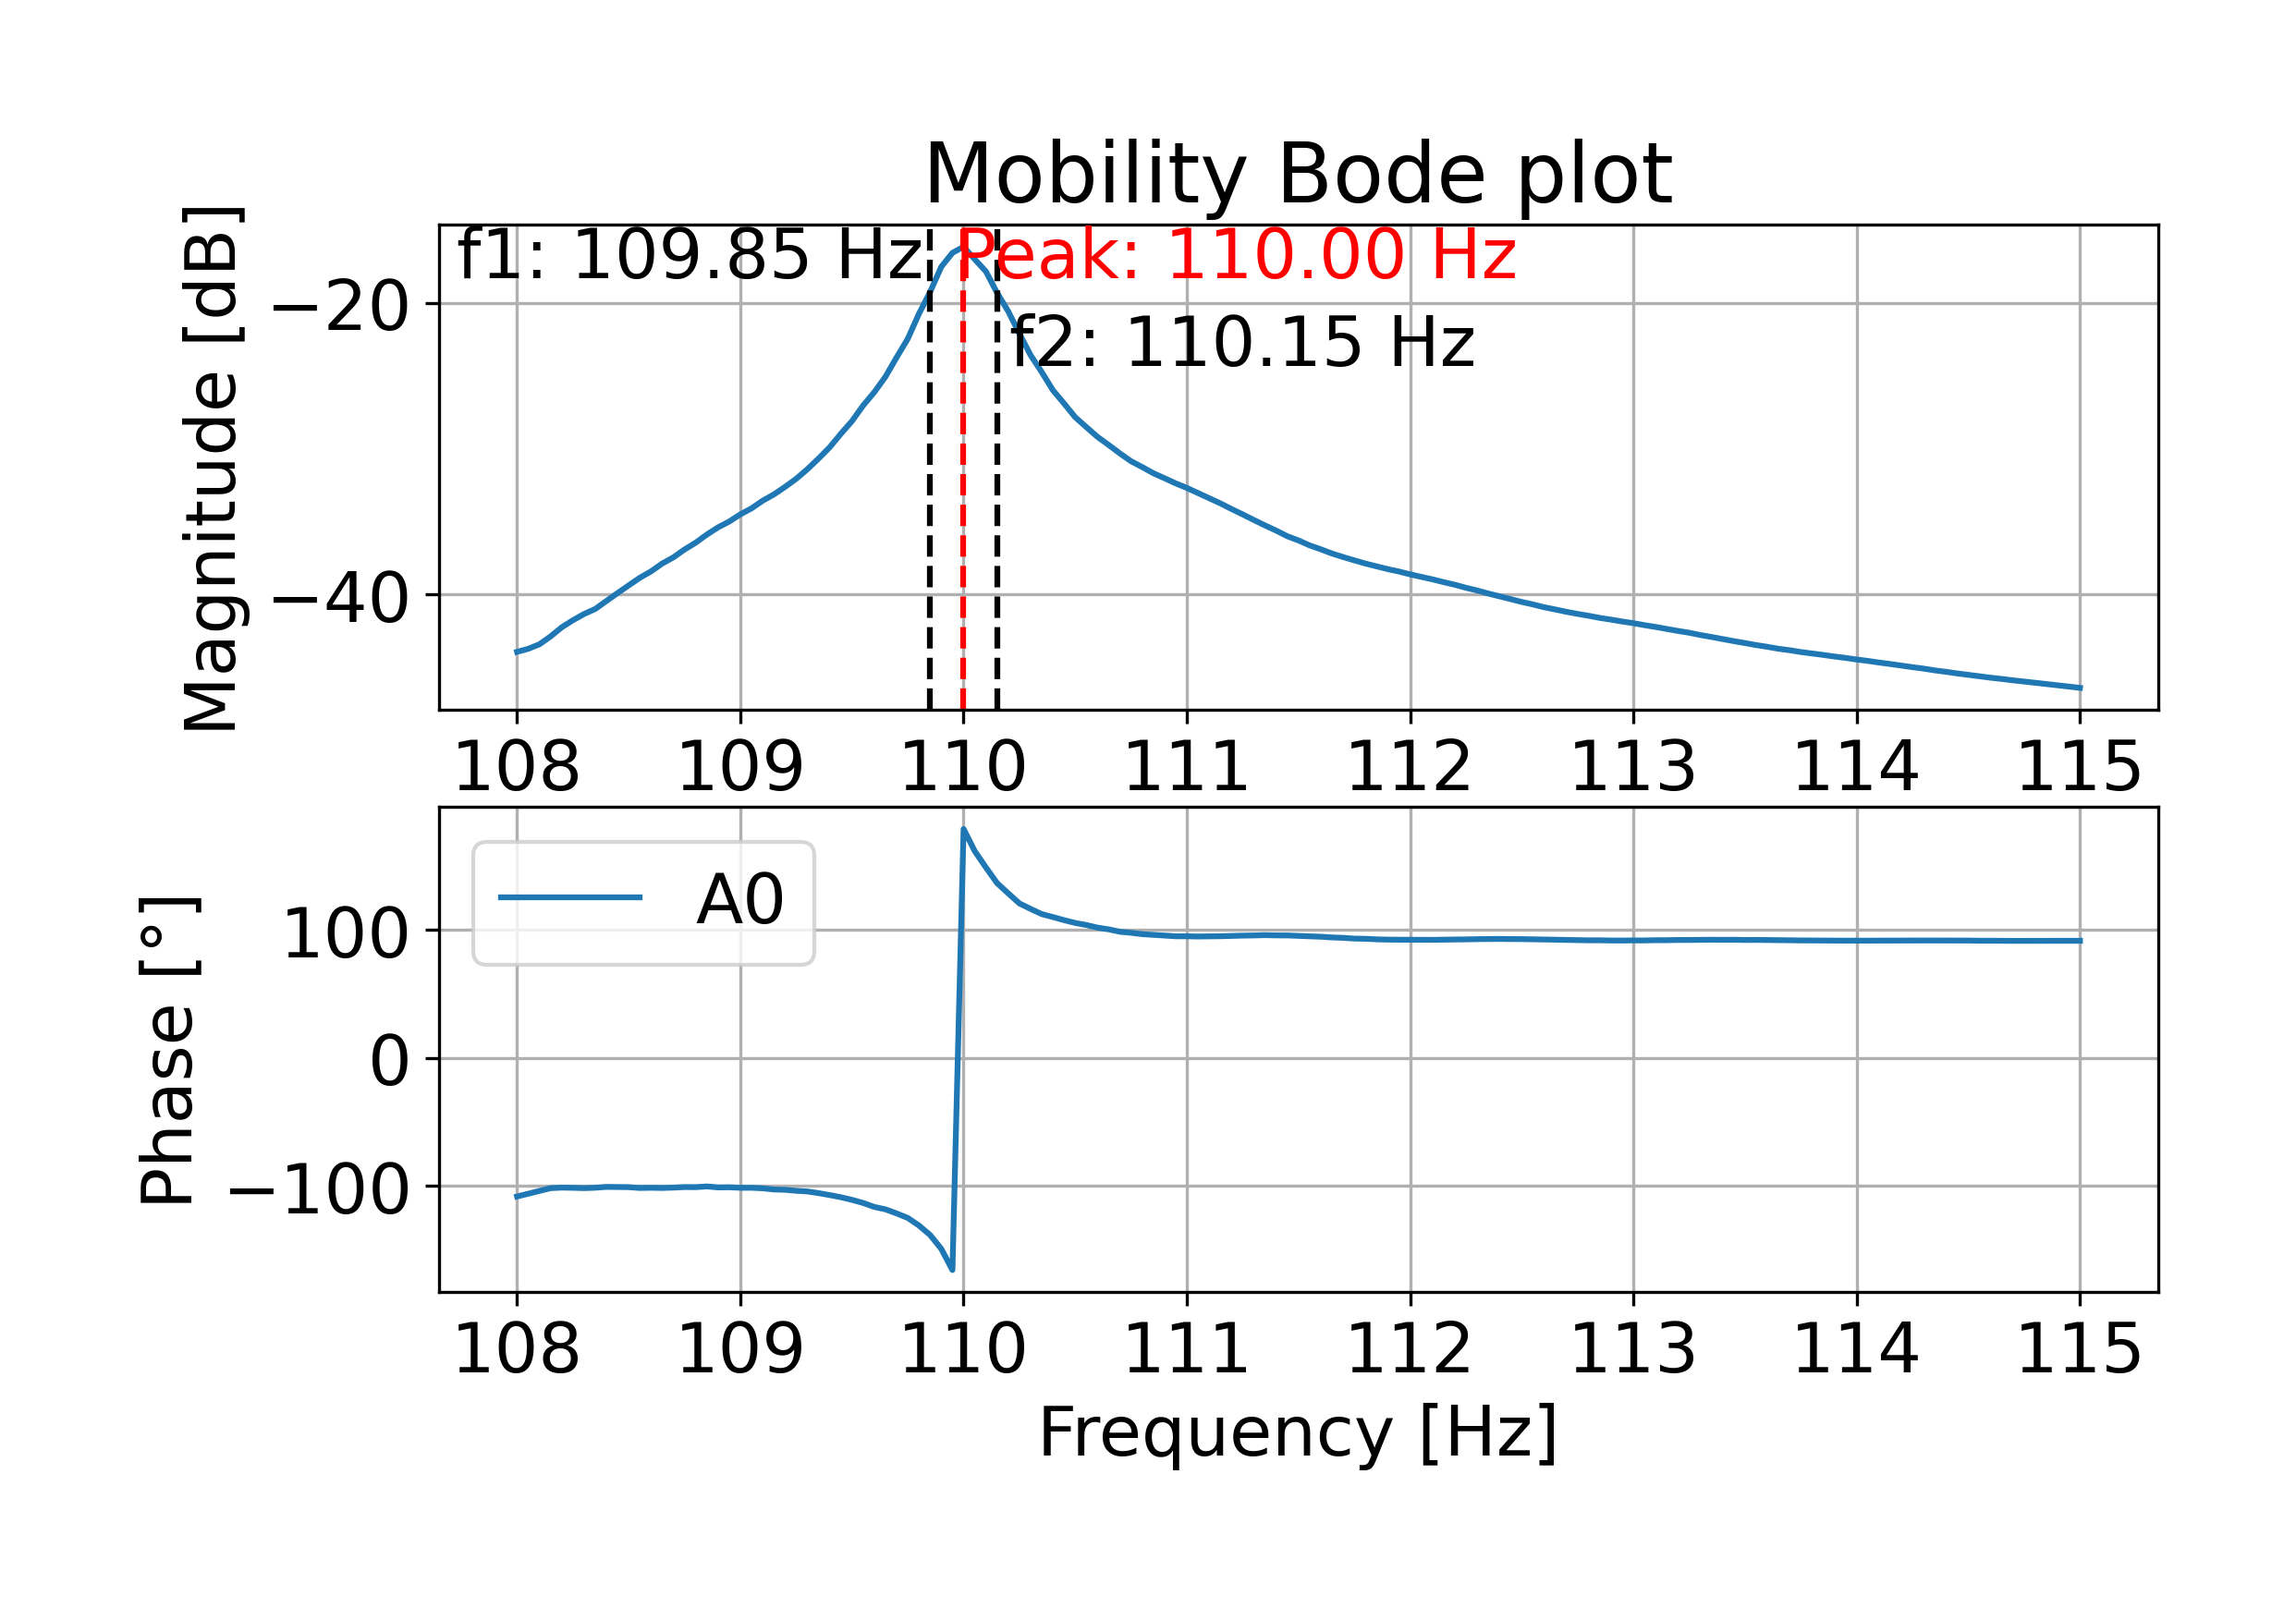 Mobility Bode plot
Magnitude [dB]
f1: 109.85 Hz
Peak: 110.00 Hz
−20
f2: 110.15 Hz
−40
108 109 110 111 112 113 114 115
Phase [°]
A0
100
0
−100
108 109 110 111 112 113 114 115
Frequency [Hz]